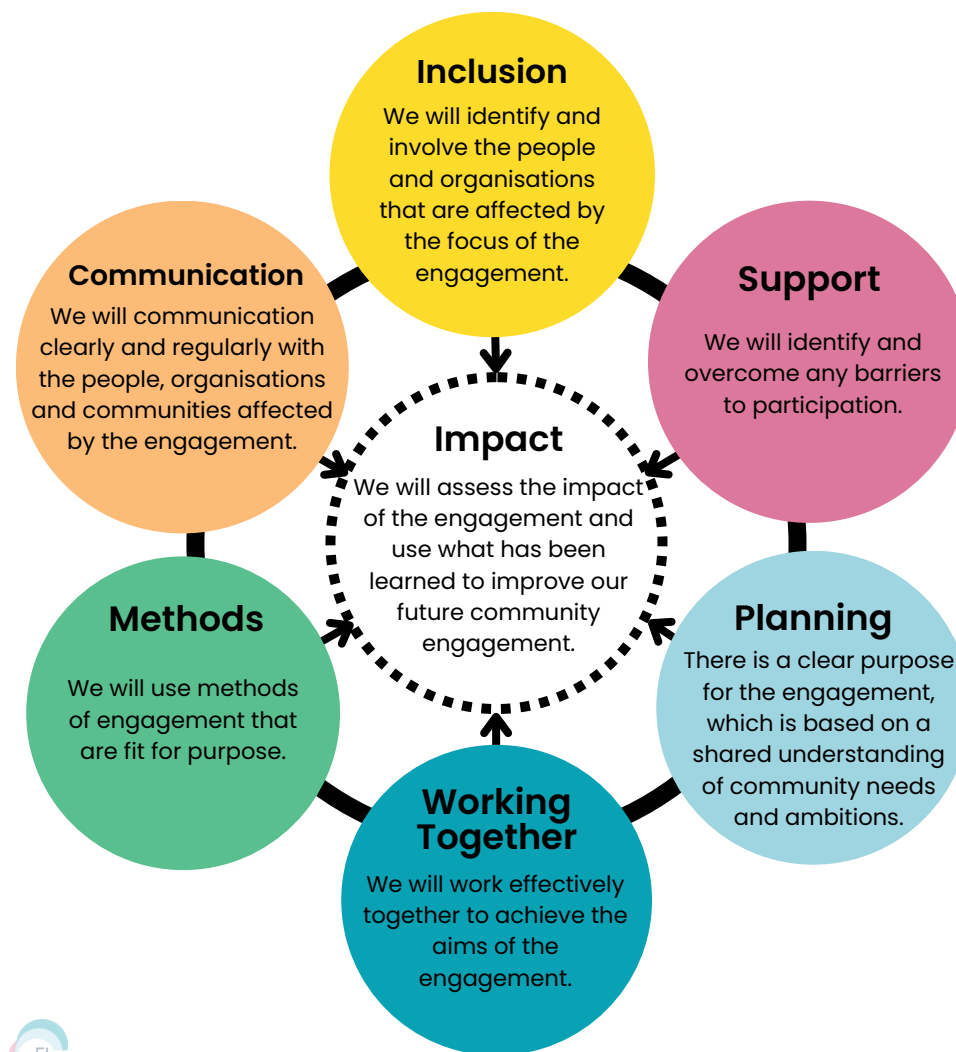 Inclusion
We will identify and
involve the people
and organisations
that are affected by
the focus of the
engagement.
Support
We will identify and
overcome any barriers
to participation.
Planning
There is a clear purpose
for the engagement,
which is based on a
shared understanding
of community needs
and ambitions.
Working
Together
We will work effectively
together to achieve the
aims of the
engagement.
Methods
We will use methods
of engagement that
are fit for purpose.
Communication
We will communication
clearly and regularly with
the people, organisations
and communities affected
by the engagement.
Impact
We will assess the impact
of the engagement and
use what has been
learned to improve our
future community
engagement.